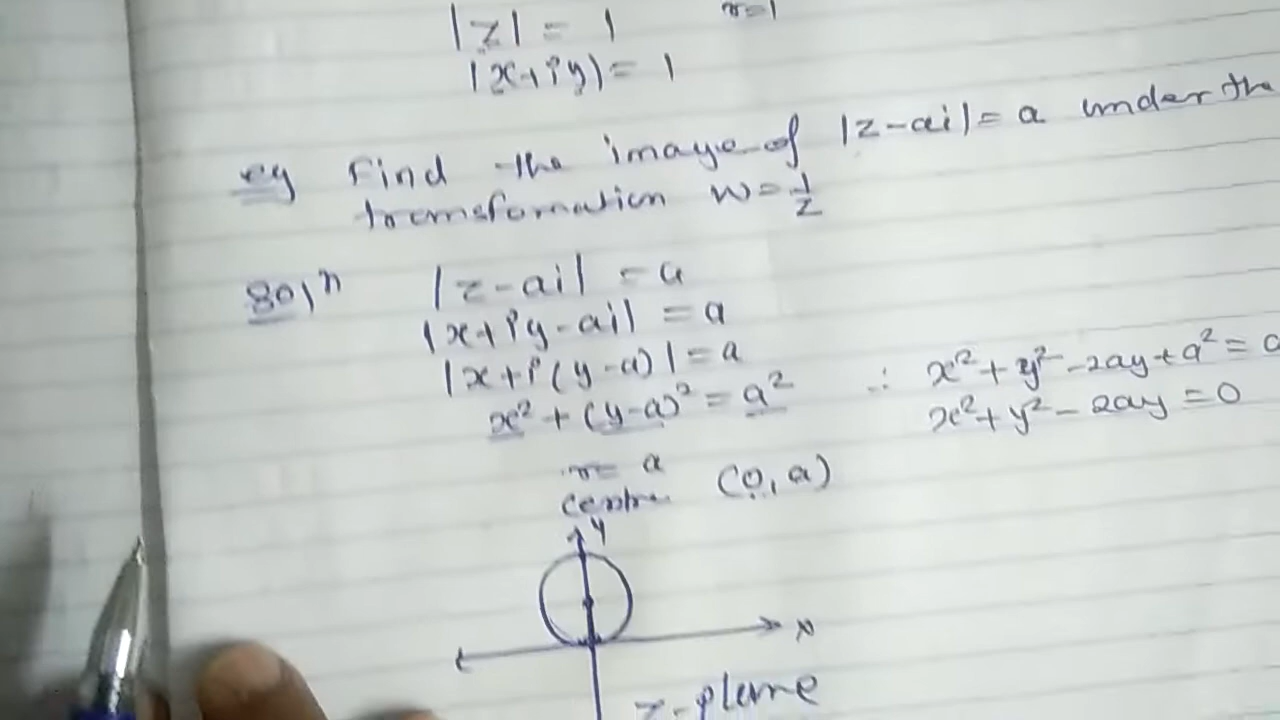 |z| = 1 r=1
|x+iy| = 1
eg Find the image of |z-ai| = a under the
transformation w = 1/z
Soln |z-ai| = a
|x+iy-ai| = a
|x+i(y-a)| = a
x² + (y-a)² = a² ∴ x²+y²-2ay+a² = a
x²+y²-2ay = 0
r = a
centre (0,a)
y
x
z-plane